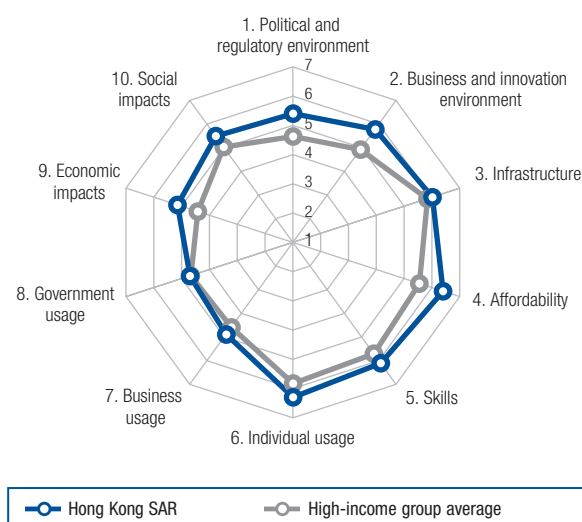 1. Political and
regulatory environment
10. Social
impacts
7
2. Business and innovation
environment
6
5
9. Economic
impacts
4
3. Infrastructure
3
2
1
8. Government
usage
4. Affordability
7. Business
usage
5. Skills
6. Individual usage
Hong Kong SAR
High-income group average